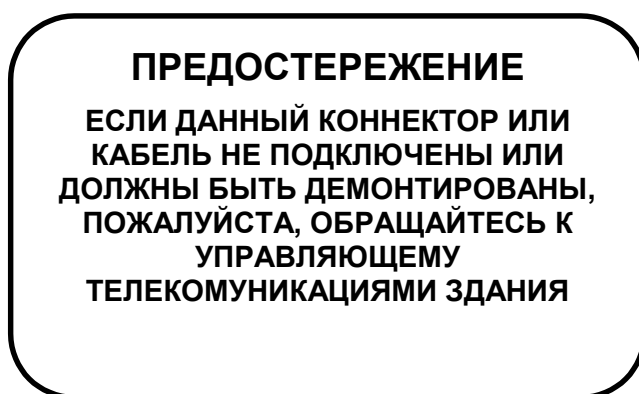 ПРЕДОСТЕРЕЖЕНИЕ
ЕСЛИ ДАННЫЙ КОННЕКТОР ИЛИ
КАБЕЛЬ НЕ ПОДКЛЮЧЕНЫ ИЛИ
ДОЛЖНЫ БЫТЬ ДЕМОНТИРОВАНЫ,
ПОЖАЛУЙСТА, ОБРАЩАЙТЕСЬ К
УПРАВЛЯЮЩЕМУ
ТЕЛЕКОМУНИКАЦИЯМИ ЗДАНИЯ